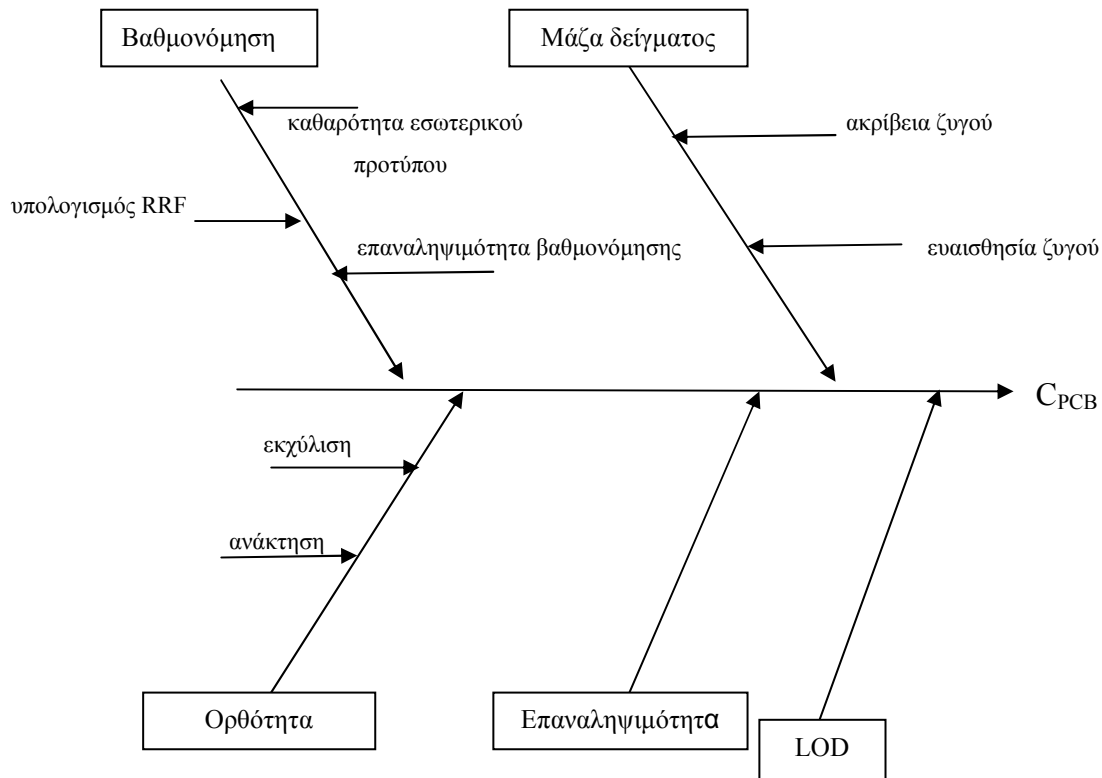 Βαθμονόμηση
Μάζα δείγματος
καθαρότητα εσωτερικού
προτύπου
ακρίβεια ζυγού
υπολογισμός RRF
επαναληψιμότητα βαθμονόμησης
ευαισθησία ζυγού
C_PCB
εκχύλιση
ανάκτηση
Ορθότητα
Επαναληψιμότητα
LOD